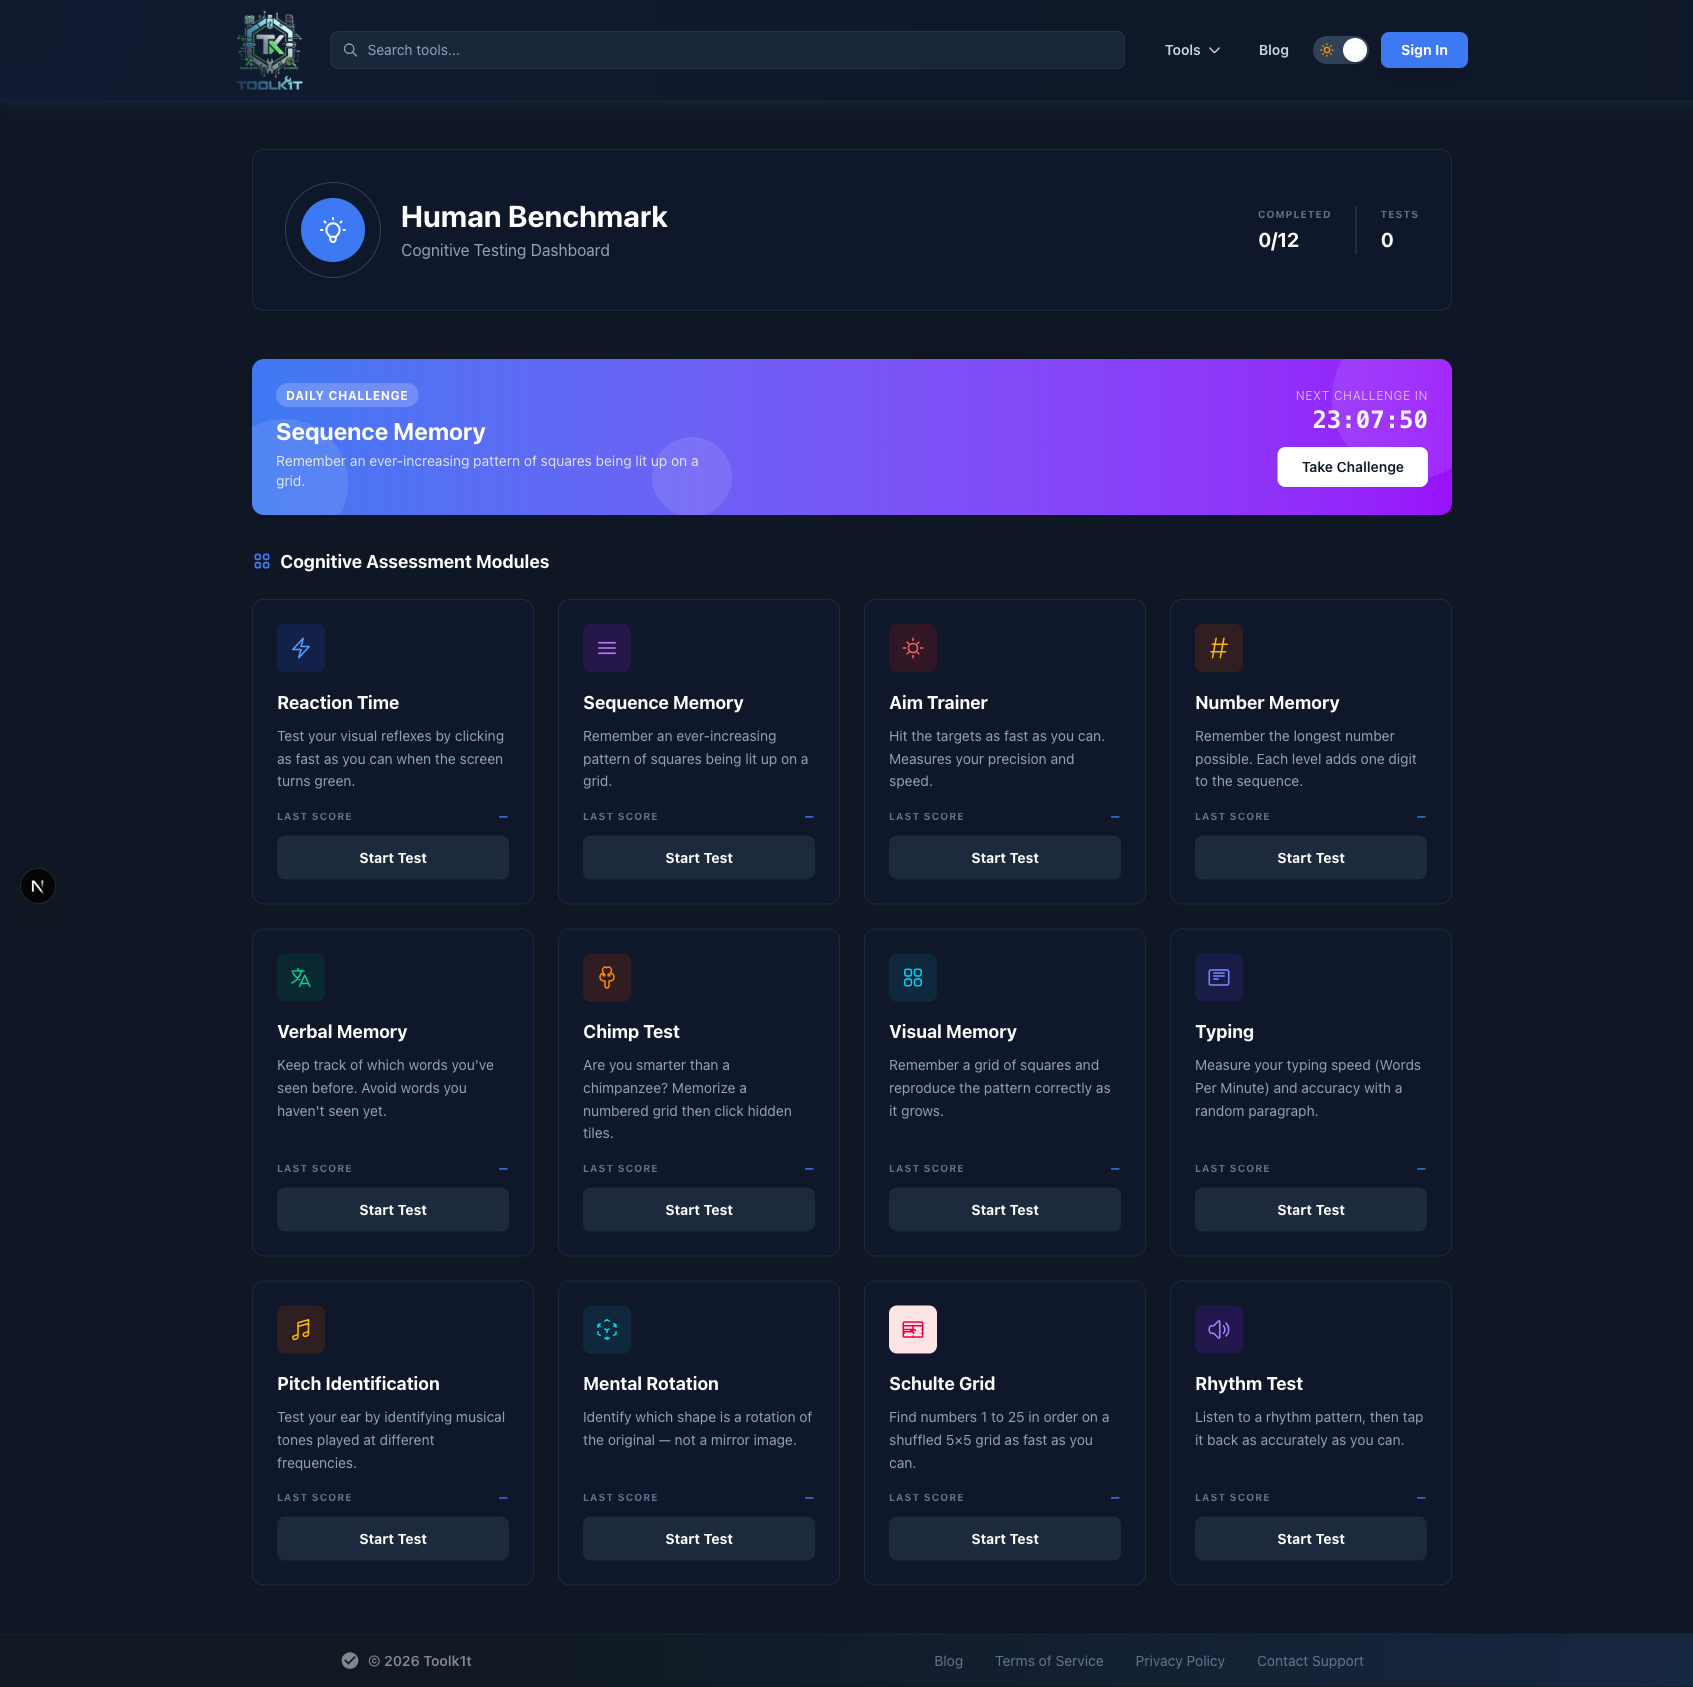 TK
TOOLK1T
Search tools...
Tools
Blog
Sign In
Human Benchmark
Cognitive Testing Dashboard
COMPLETED
0/12
TESTS
0
DAILY CHALLENGE
Sequence Memory
Remember an ever-increasing pattern of squares being lit up on a
grid.
NEXT CHALLENGE IN
23:07:50
Take Challenge
Cognitive Assessment Modules
Reaction Time
Test your visual reflexes by clicking
as fast as you can when the screen
turns green.
LAST SCORE –
Start Test
Sequence Memory
Remember an ever-increasing
pattern of squares being lit up on a
grid.
LAST SCORE –
Start Test
Aim Trainer
Hit the targets as fast as you can.
Measures your precision and
speed.
LAST SCORE –
Start Test
Number Memory
Remember the longest number
possible. Each level adds one digit
to the sequence.
LAST SCORE –
Start Test
N
Verbal Memory
Keep track of which words you've
seen before. Avoid words you
haven't seen yet.
LAST SCORE –
Start Test
Chimp Test
Are you smarter than a
chimpanzee? Memorize a
numbered grid then click hidden
tiles.
LAST SCORE –
Start Test
Visual Memory
Remember a grid of squares and
reproduce the pattern correctly as
it grows.
LAST SCORE –
Start Test
Typing
Measure your typing speed (Words
Per Minute) and accuracy with a
random paragraph.
LAST SCORE –
Start Test
Pitch Identification
Test your ear by identifying musical
tones played at different
frequencies.
LAST SCORE –
Start Test
Mental Rotation
Identify which shape is a rotation of
the original — not a mirror image.
LAST SCORE –
Start Test
Schulte Grid
Find numbers 1 to 25 in order on a
shuffled 5×5 grid as fast as you
can.
LAST SCORE –
Start Test
Rhythm Test
Listen to a rhythm pattern, then tap
it back as accurately as you can.
LAST SCORE –
Start Test
© 2026 Toolk1t
Blog
Terms of Service
Privacy Policy
Contact Support